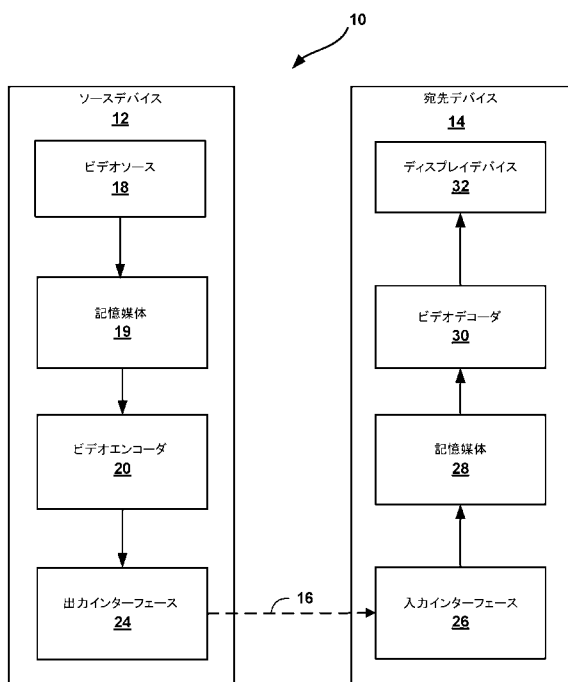 10
ソースデバイス
12
ビデオソース
18
記憶媒体
19
ビデオエンコーダ
20
出力インターフェース
24
16
宛先デバイス
14
ディスプレイデバイス
32
ビデオデコーダ
30
記憶媒体
28
入力インターフェース
26